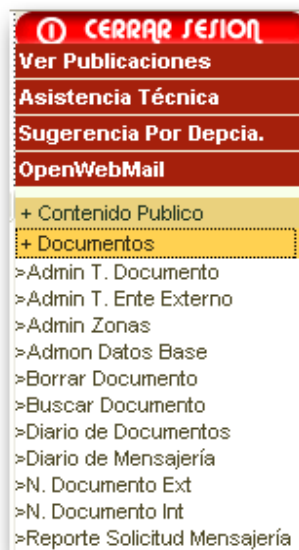 CERRAR SESION
Ver Publicaciones
Asistencia Técnica
Sugerencia Por Depcia.
OpenWebMail
+ Contenido Publico
+ Documentos
>Admin T. Documento
>Admin T. Ente Externo
>Admin Zonas
>Admon Datos Base
>Borrar Documento
>Buscar Documento
>Diario de Documentos
>Diario de Mensajería
>N. Documento Ext
>N. Documento Int
>Reporte Solicitud Mensajería